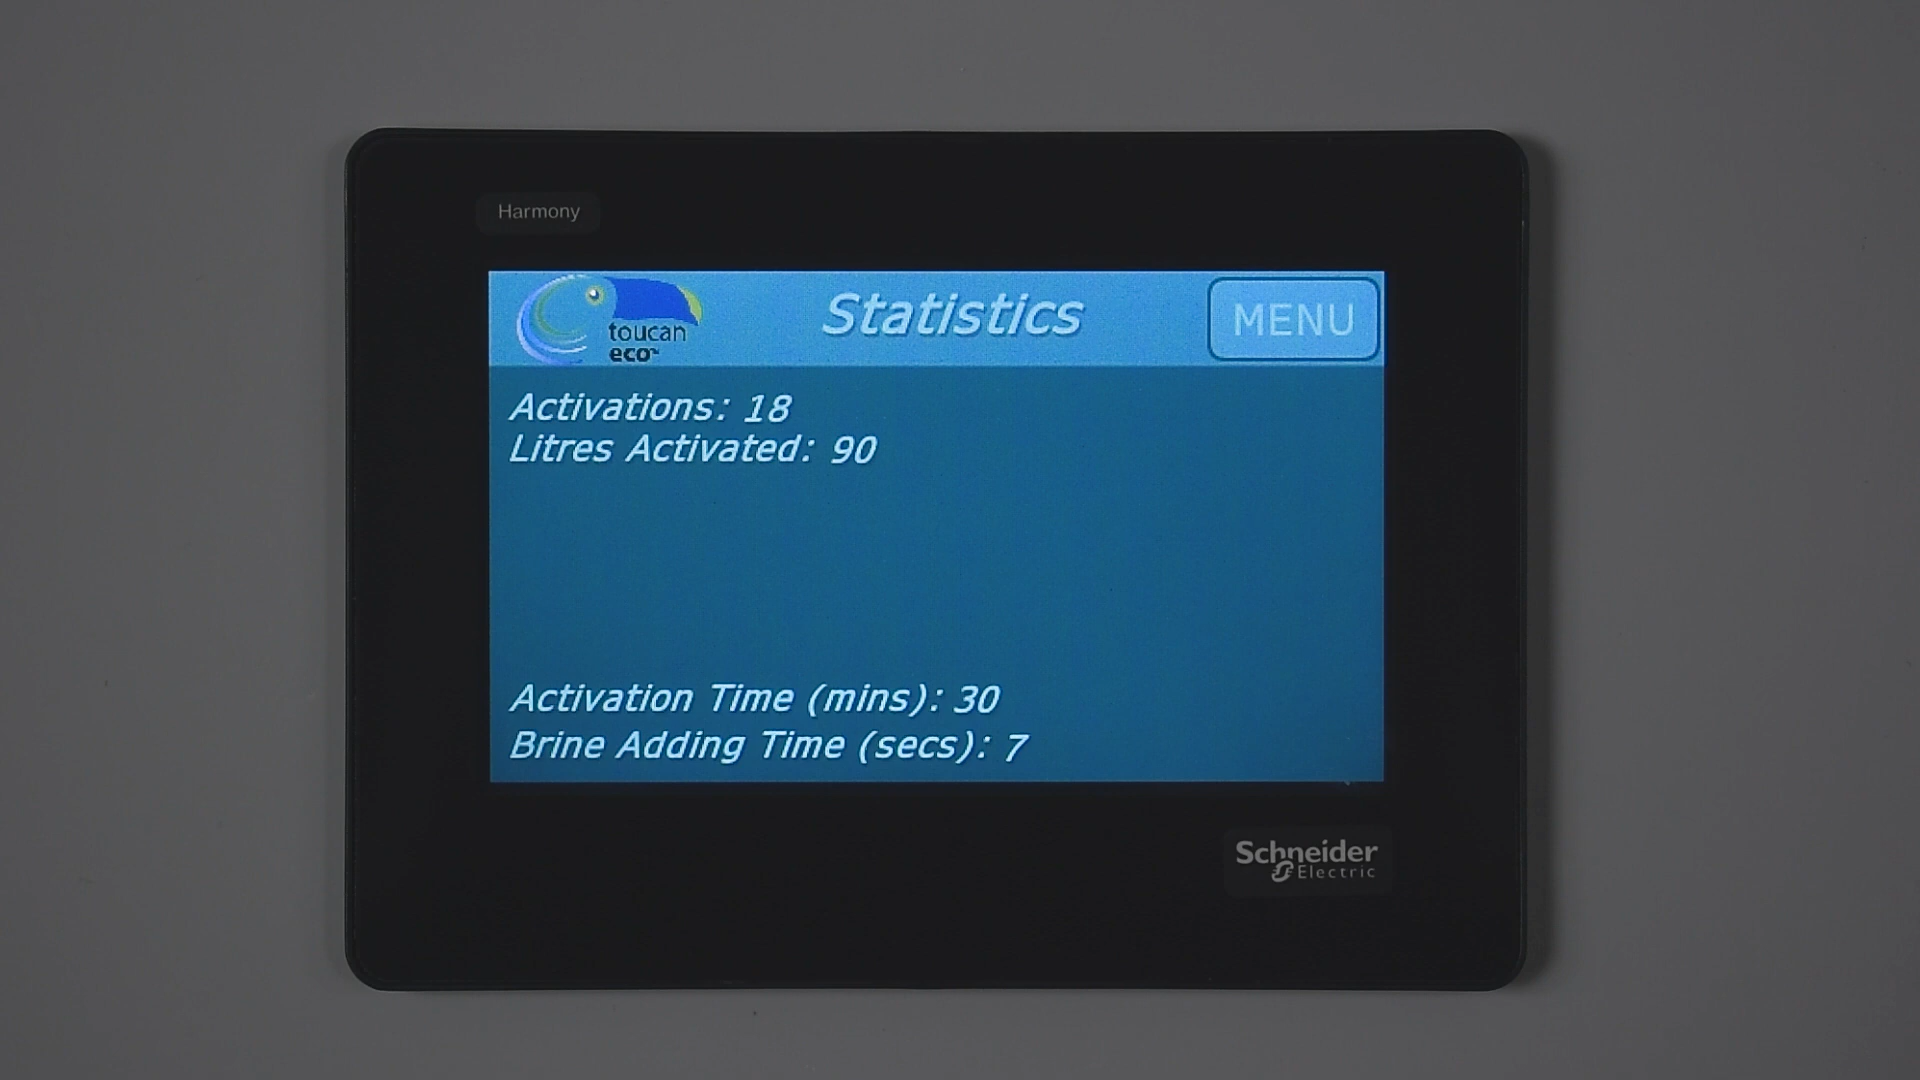 Harmony
toucan
eco™
Statistics
MENU
Activations: 18
Litres Activated: 90
Activation Time (mins): 30
Brine Adding Time (secs): 7
Schneider
Electric